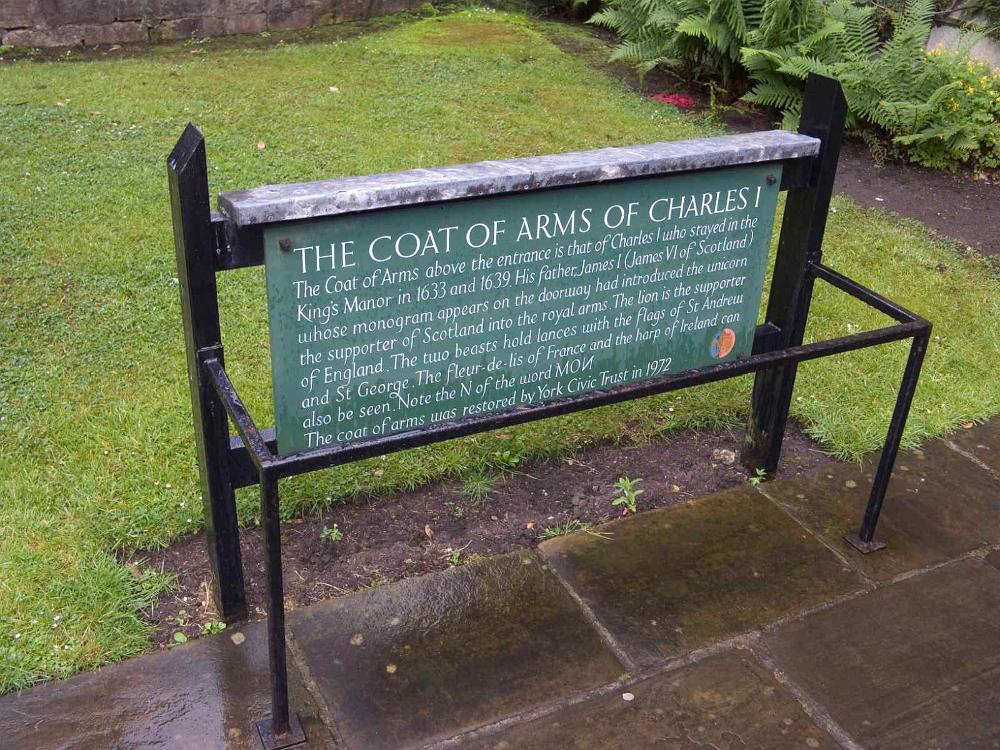 THE COAT OF ARMS OF CHARLES I
The Coat of Arms above the entrance is that of Charles I who stayed in the
King's Manor in 1633 and 1639. His father, James I (James VI of Scotland)
whose monogram appears on the doorway had introduced the unicorn
the supporter of Scotland into the royal arms. The lion is the supporter
of England. The two beasts hold lances with the flags of St Andrew
and St George. The fleur-de-lis of France and the harp of Ireland can
also be seen. Note the N of the word MOИ
The coat of arms was restored by York Civic Trust in 1972